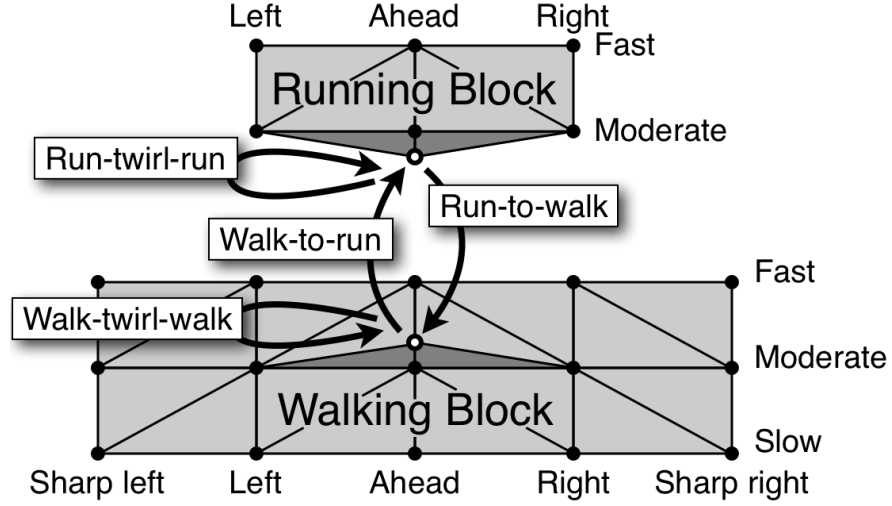 Left Ahead Right
Fast
Running Block
Moderate
Run-twirl-run
Run-to-walk
Walk-to-run
Fast
Walk-twirl-walk
Moderate
Walking Block
Slow
Sharp left Left Ahead Right Sharp right